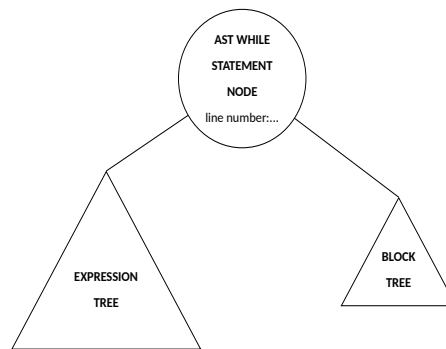 AST WHILE
STATEMENT
NODE
line number:...
EXPRESSION
TREE
BLOCK
TREE